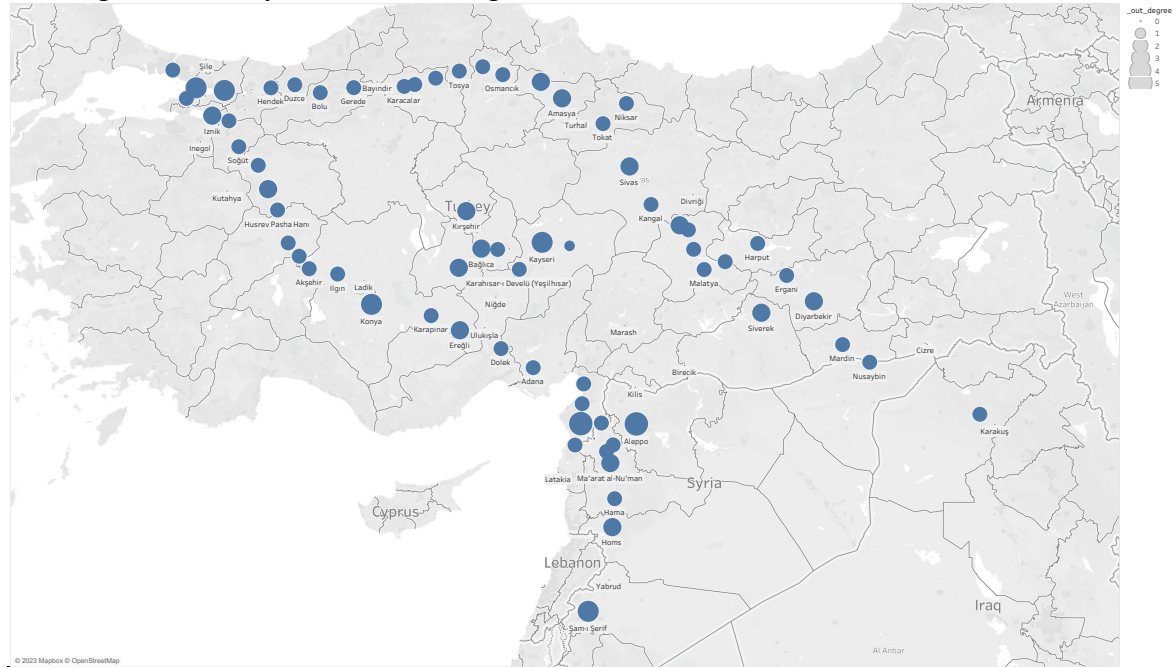 _out_degree
0
1
2
3
4
5
Şile
Hendek
Duzce
Bolu
Gerede
Bayındır
Karacalar
Tosya
Osmancık
Amasya
Turhal
Niksar
Tokat
Armenia
Iznik
Inegol
Soğüt
Kutahya
Husrev Pasha Hanı
Sivas
Turkey
Kırşehir
Kangal
Divriği
Bağlıca
Kayseri
Harput
Akşehir
Ilgın
Ladik
Karahisar-ı Develü (Yeşilhisar)
Malatya
Ergani
Niğde
Konya
Karapınar
Ereğli
Ulukışla
Diyarbekir
Siverek
West
Azarbaijan
Dolek
Adana
Marash
Birecik
Mardin
Nusaybin
Cizre
Kilis
Aleppo
Karakuş
Latakia
Ma'arat al-Nu'man
Syria
Cyprus
Hama
Homs
Lebanon
Yabrud
Şam-ı Şerif
Iraq
Al Anbar
© 2023 Mapbox © OpenStreetMap